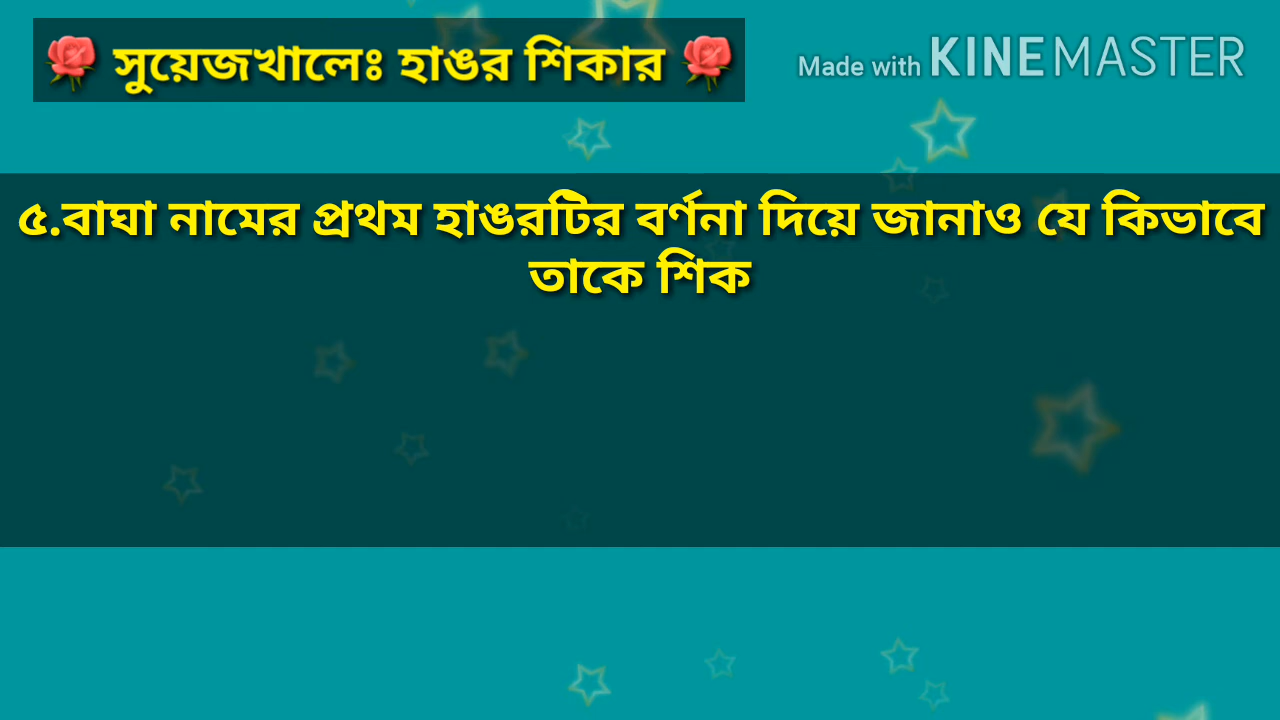 🌹 সুয়েজখালেঃ হাঙর শিকার 🌹
Made with KINEMASTER
৫.বাঘা নামের প্রথম হাঙরটির বর্ণনা দিয়ে জানাও যে কিভাবে
তাকে শিক